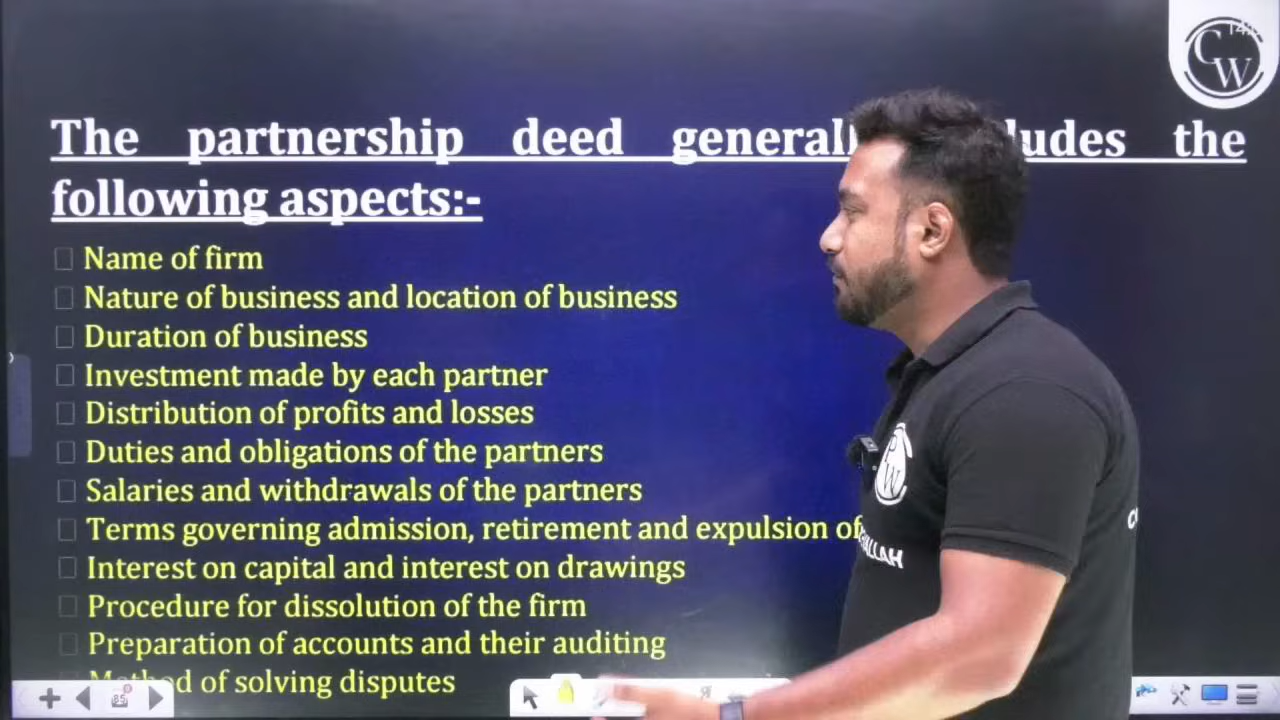 The partnership deed
following aspects:-
Name of firm
Nature of business and location of business
Duration of business
Investment made by each partner
Distribution of profits and losses
Duties and obligations of the partners
Salaries and withdrawals of the partners
Terms governing admission, retirement and expulsion of
Interest on capital and interest on drawings
Procedure for dissolution of the firm
Preparation of accounts and their auditing
of solving disputes
the
CW
PW
85